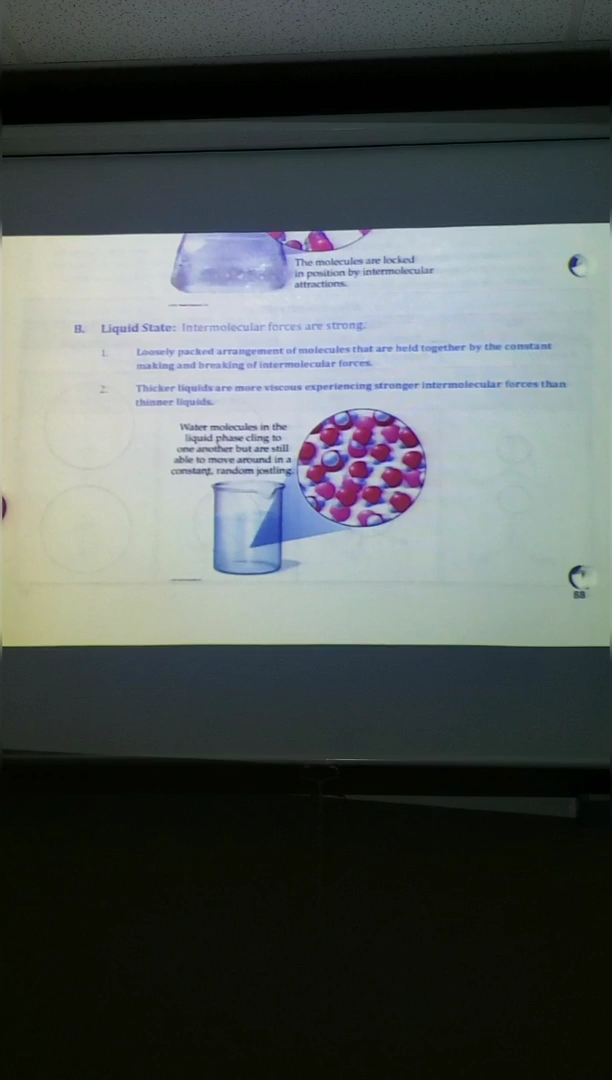 The molecules are locked
in position by intermolecular
attractions.
B. Liquid State: Intermolecular forces are strong.
1. Loosely packed arrangement of molecules that are held together by the constant
making and breaking of intermolecular forces.
2. Thicker liquids are more viscous experiencing stronger intermolecular forces than
thinner liquids.
Water molecules in the
liquid phase cling to
one another but are still
able to move around in a
constant, random jostling.
88